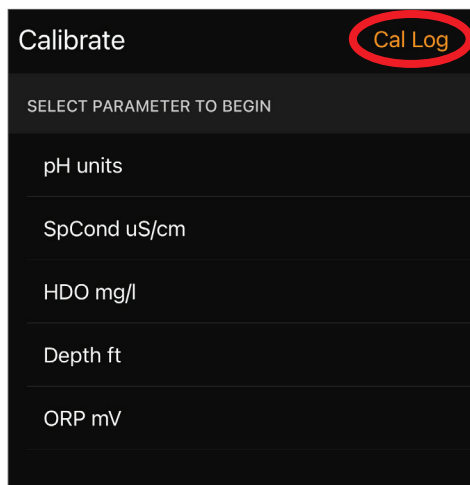 Calibrate Cal Log
SELECT PARAMETER TO BEGIN
pH units
SpCond uS/cm
HDO mg/l
Depth ft
ORP mV